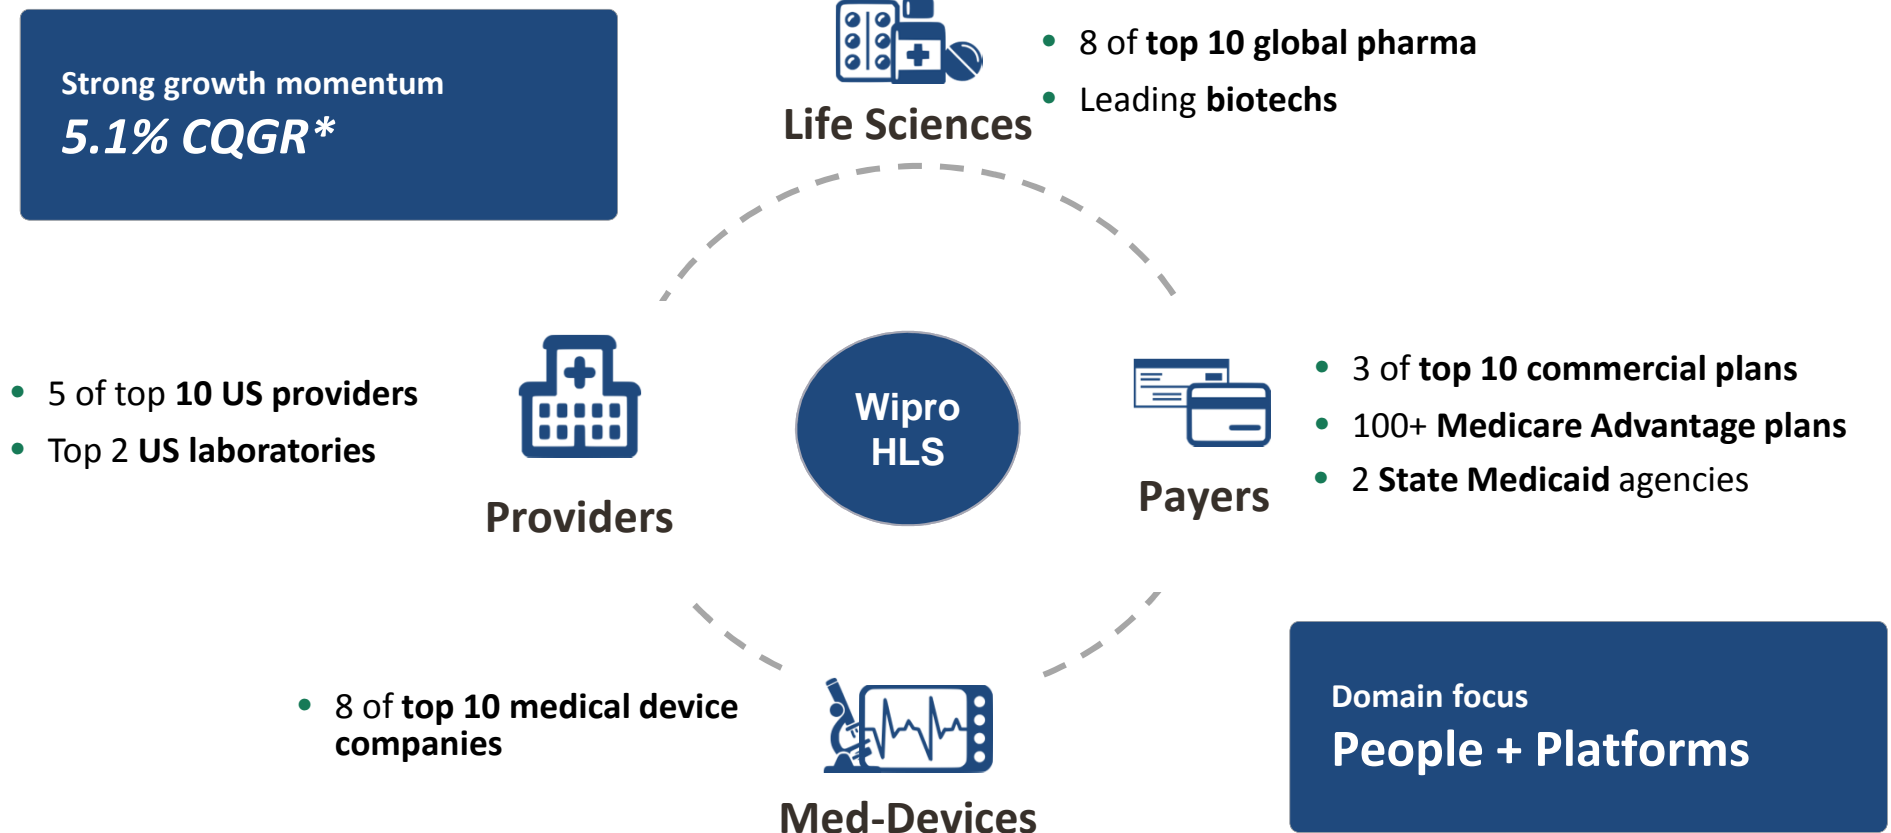 Strong growth momentum
5.1% CQGR*
• 8 of top 10 global pharma
• Leading biotechs
Life Sciences
• 5 of top 10 US providers
• Top 2 US laboratories
Providers
Wipro
HLS
• 3 of top 10 commercial plans
• 100+ Medicare Advantage plans
• 2 State Medicaid agencies
Payers
• 8 of top 10 medical device
companies
Med-Devices
Domain focus
People + Platforms